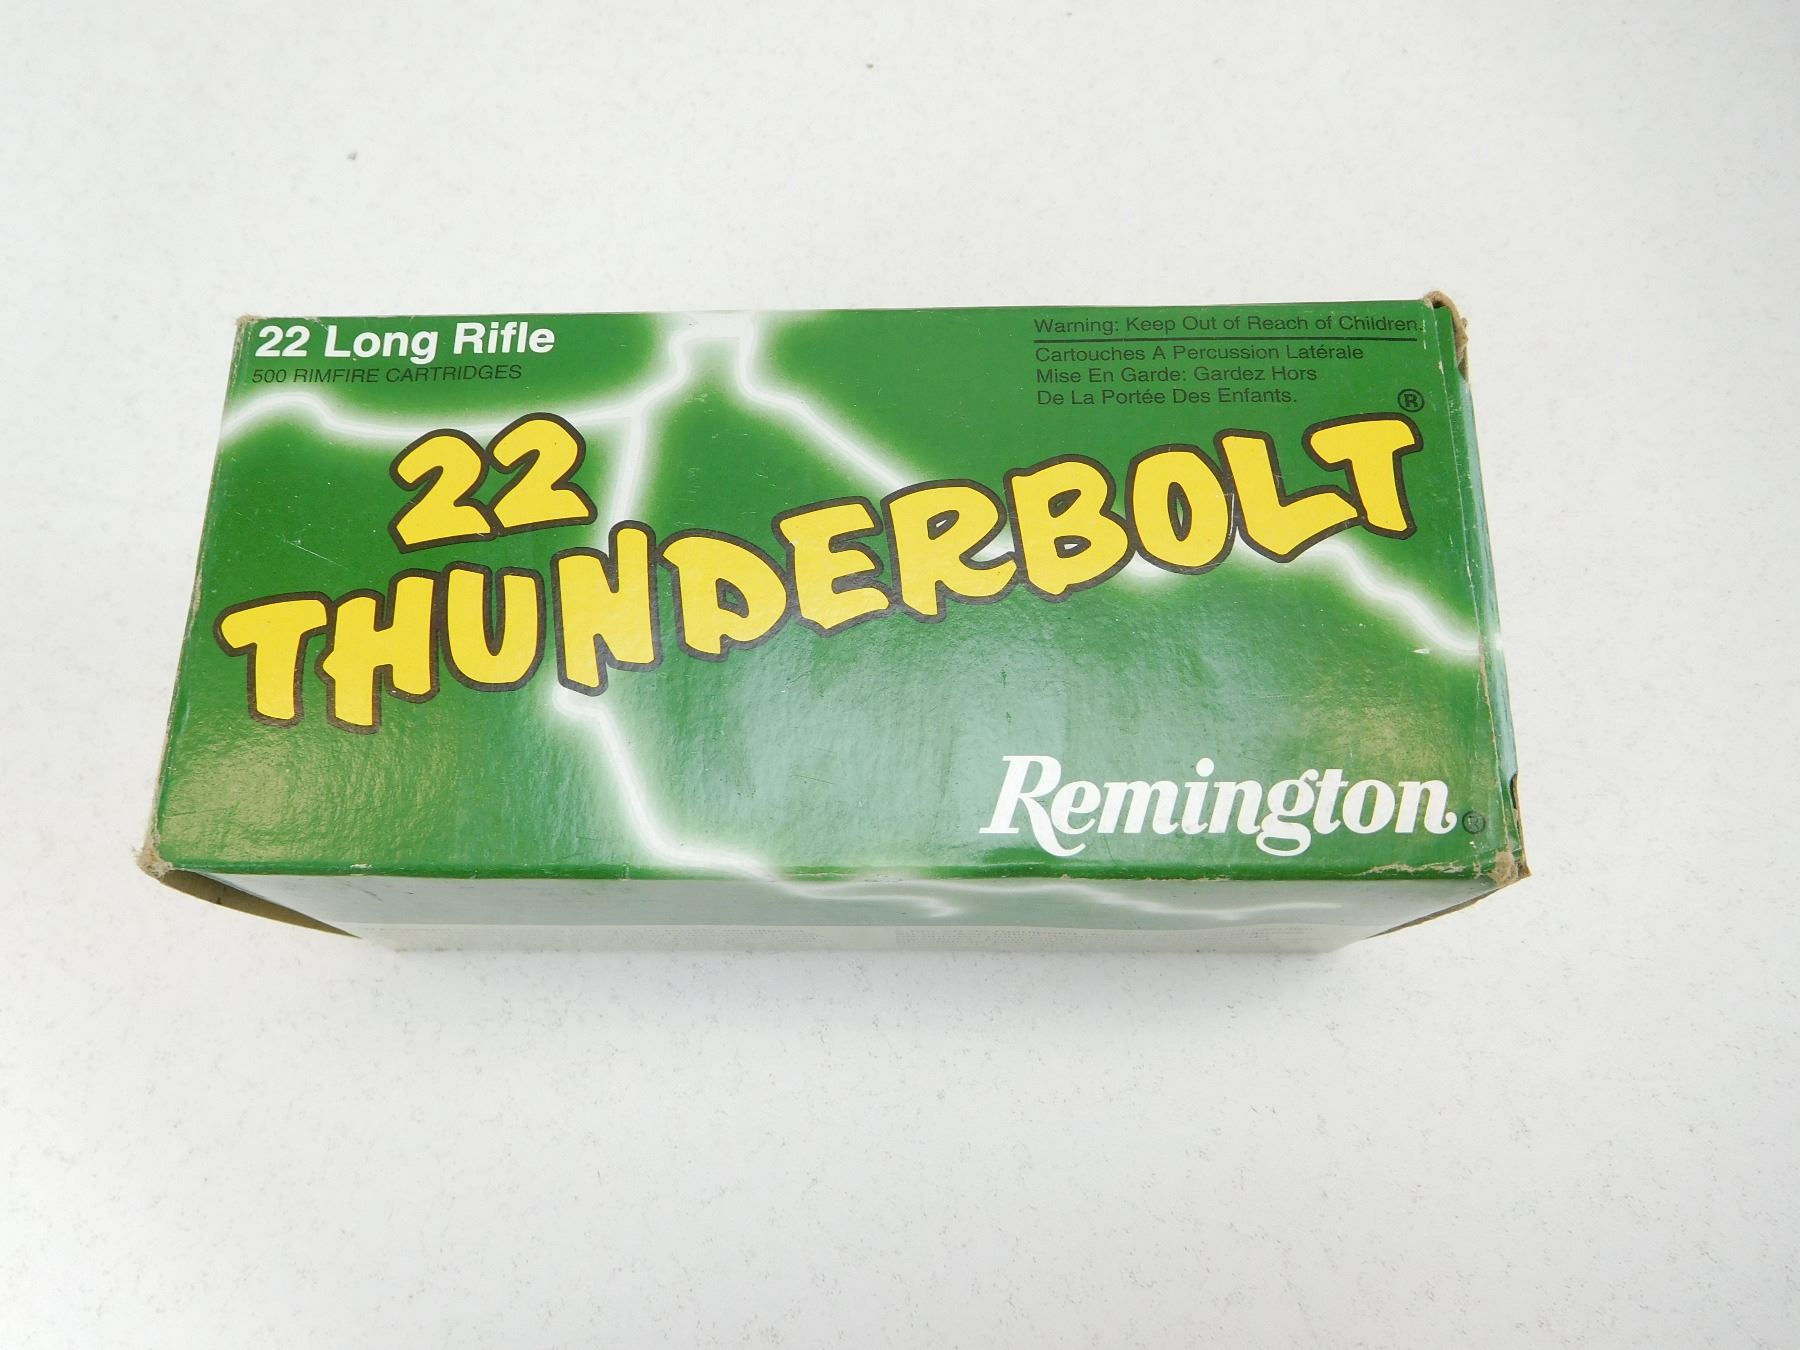 22 Long Rifle
500 RIMFIRE CARTRIDGES
Warning: Keep Out of Reach of Children.
Cartouches A Percussion Latérale
Mise En Garde: Gardez Hors
De La Portée Des Enfants.
22
THUNDERBOLT®
Remington®